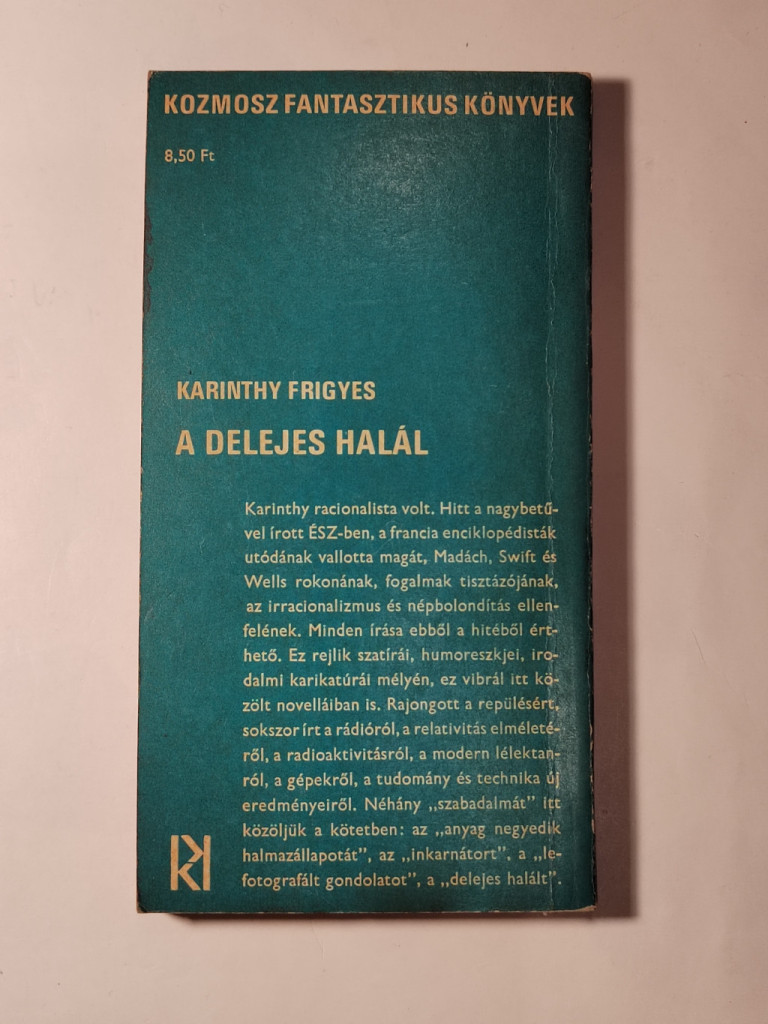 KOZMOSZ FANTASZTIKUS KÖNYVEK
8,50 Ft
KARINTHY FRIGYES
A DELEJES HALÁL
Karinthy racionalista volt. Hitt a nagybetű-
vel írott ÉSZ-ben, a francia enciklopédisták
utódának vallotta magát, Madách, Swift és
Wells rokonának, fogalmak tisztázójának,
az irracionalizmus és népbolondítás ellen-
felének. Minden írása ebből a hitéből ért-
hető. Ez rejlik szatírái, humoreszkjei, iro-
dalmi karikatúrái mélyén, ez vibrál itt kö-
zölt novelláiban is. Rajongott a repülésért,
sokszor írt a rádióról, a relativitás elméleté-
ről, a radioaktivitásról, a modern lélektan-
ról, a gépekről, a tudomány és technika új
eredményeiről. Néhány „szabadalmát” itt
közöljük a kötetben: az „anyag negyedik
halmazállapotát”, az „inkarnátort”, a „le-
fotografált gondolatot”, a „delejes halált”.